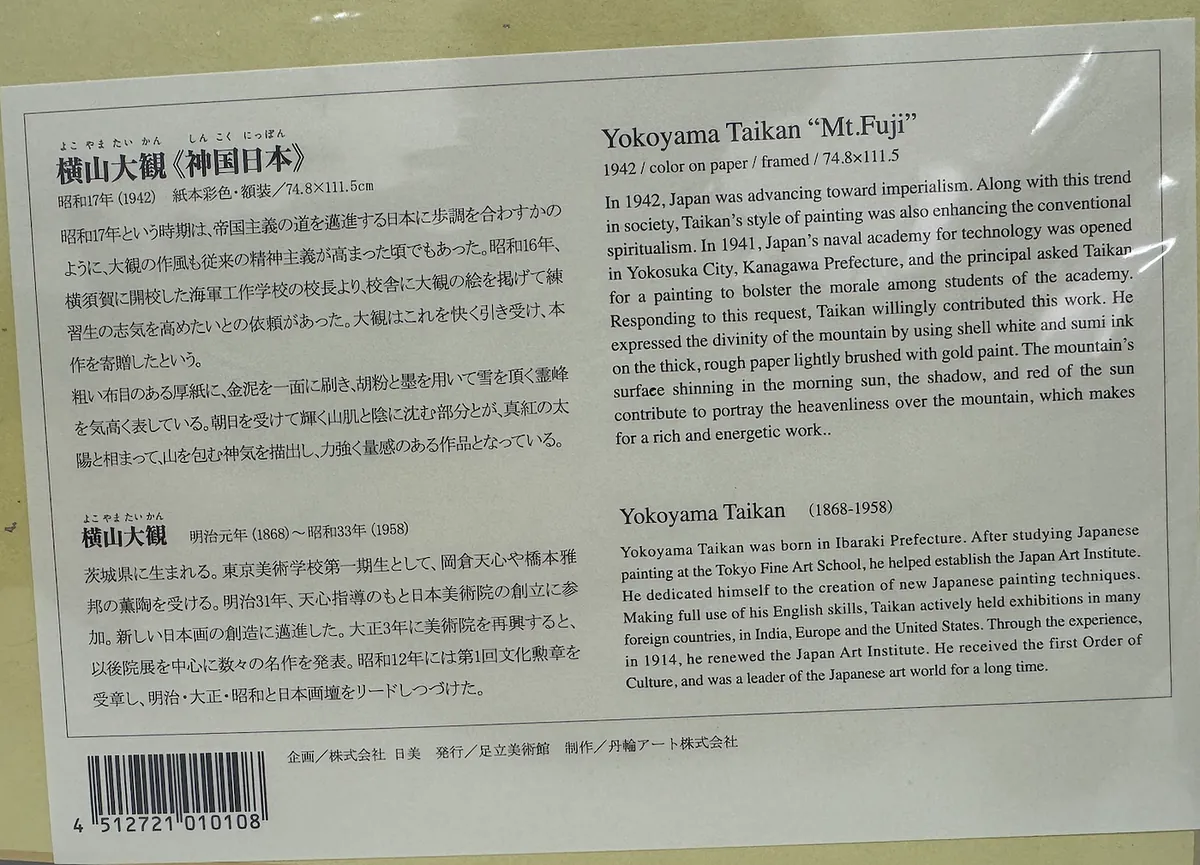 よこ やま たい かん しん こく にっぽん
横山大観《神国日本》
昭和17年 (1942) 紙本彩色・額装／74.8×111.5cm
昭和17年という時期は、帝国主義の道を邁進する日本に歩調を合わすかの
ように、大観の作風も従来の精神主義が高まった頃でもあった。昭和16年、
横須賀に開校した海軍工作学校の校長より、校舎に大観の絵を掲げて練
習生の志気を高めたいとの依頼があった。大観はこれを快く引き受け、本
作を寄贈したという。
粗い布目のある厚紙に、金泥を一面に刷き、胡粉と墨を用いて雪を頂く霊峰
を気高く表している。朝日を受けて輝く山肌と陰に沈む部分とが、真紅の太
陽と相まって、山を包む神気を描出し、力強く量感のある作品となっている。
よこ やま たい かん
横山大観 明治元年 (1868)～昭和33年 (1958)
茨城県に生まれる。東京美術学校第一期生として、岡倉天心や橋本雅
邦の薫陶を受ける。明治31年、天心指導のもと日本美術院の創立に参
加。新しい日本画の創造に邁進した。大正3年に美術院を再興すると、
以後院展を中心に数々の名作を発表。昭和12年には第1回文化勲章を
受章し、明治・大正・昭和と日本画壇をリードしつづけた。
Yokoyama Taikan “Mt.Fuji”
1942 / color on paper / framed / 74.8×111.5
In 1942, Japan was advancing toward imperialism. Along with this trend
in society, Taikan’s style of painting was also enhancing the conventional
spiritualism. In 1941, Japan’s naval academy for technology was opened
in Yokosuka City, Kanagawa Prefecture, and the principal asked Taikan
for a painting to bolster the morale among students of the academy.
Responding to this request, Taikan willingly contributed this work. He
expressed the divinity of the mountain by using shell white and sumi ink
on the thick, rough paper lightly brushed with gold paint. The mountain’s
surface shinning in the morning sun, the shadow, and red of the sun
contribute to portray the heavenliness over the mountain, which makes
for a rich and energetic work..
Yokoyama Taikan (1868-1958)
Yokoyama Taikan was born in Ibaraki Prefecture. After studying Japanese
painting at the Tokyo Fine Art School, he helped establish the Japan Art Institute.
He dedicated himself to the creation of new Japanese painting techniques.
Making full use of his English skills, Taikan actively held exhibitions in many
foreign countries, in India, Europe and the United States. Through the experience,
in 1914, he renewed the Japan Art Institute. He received the first Order of
Culture, and was a leader of the Japanese art world for a long time.
企画／株式会社 日美 発行／足立美術館 制作／丹輪アート株式会社
4 512721 010108